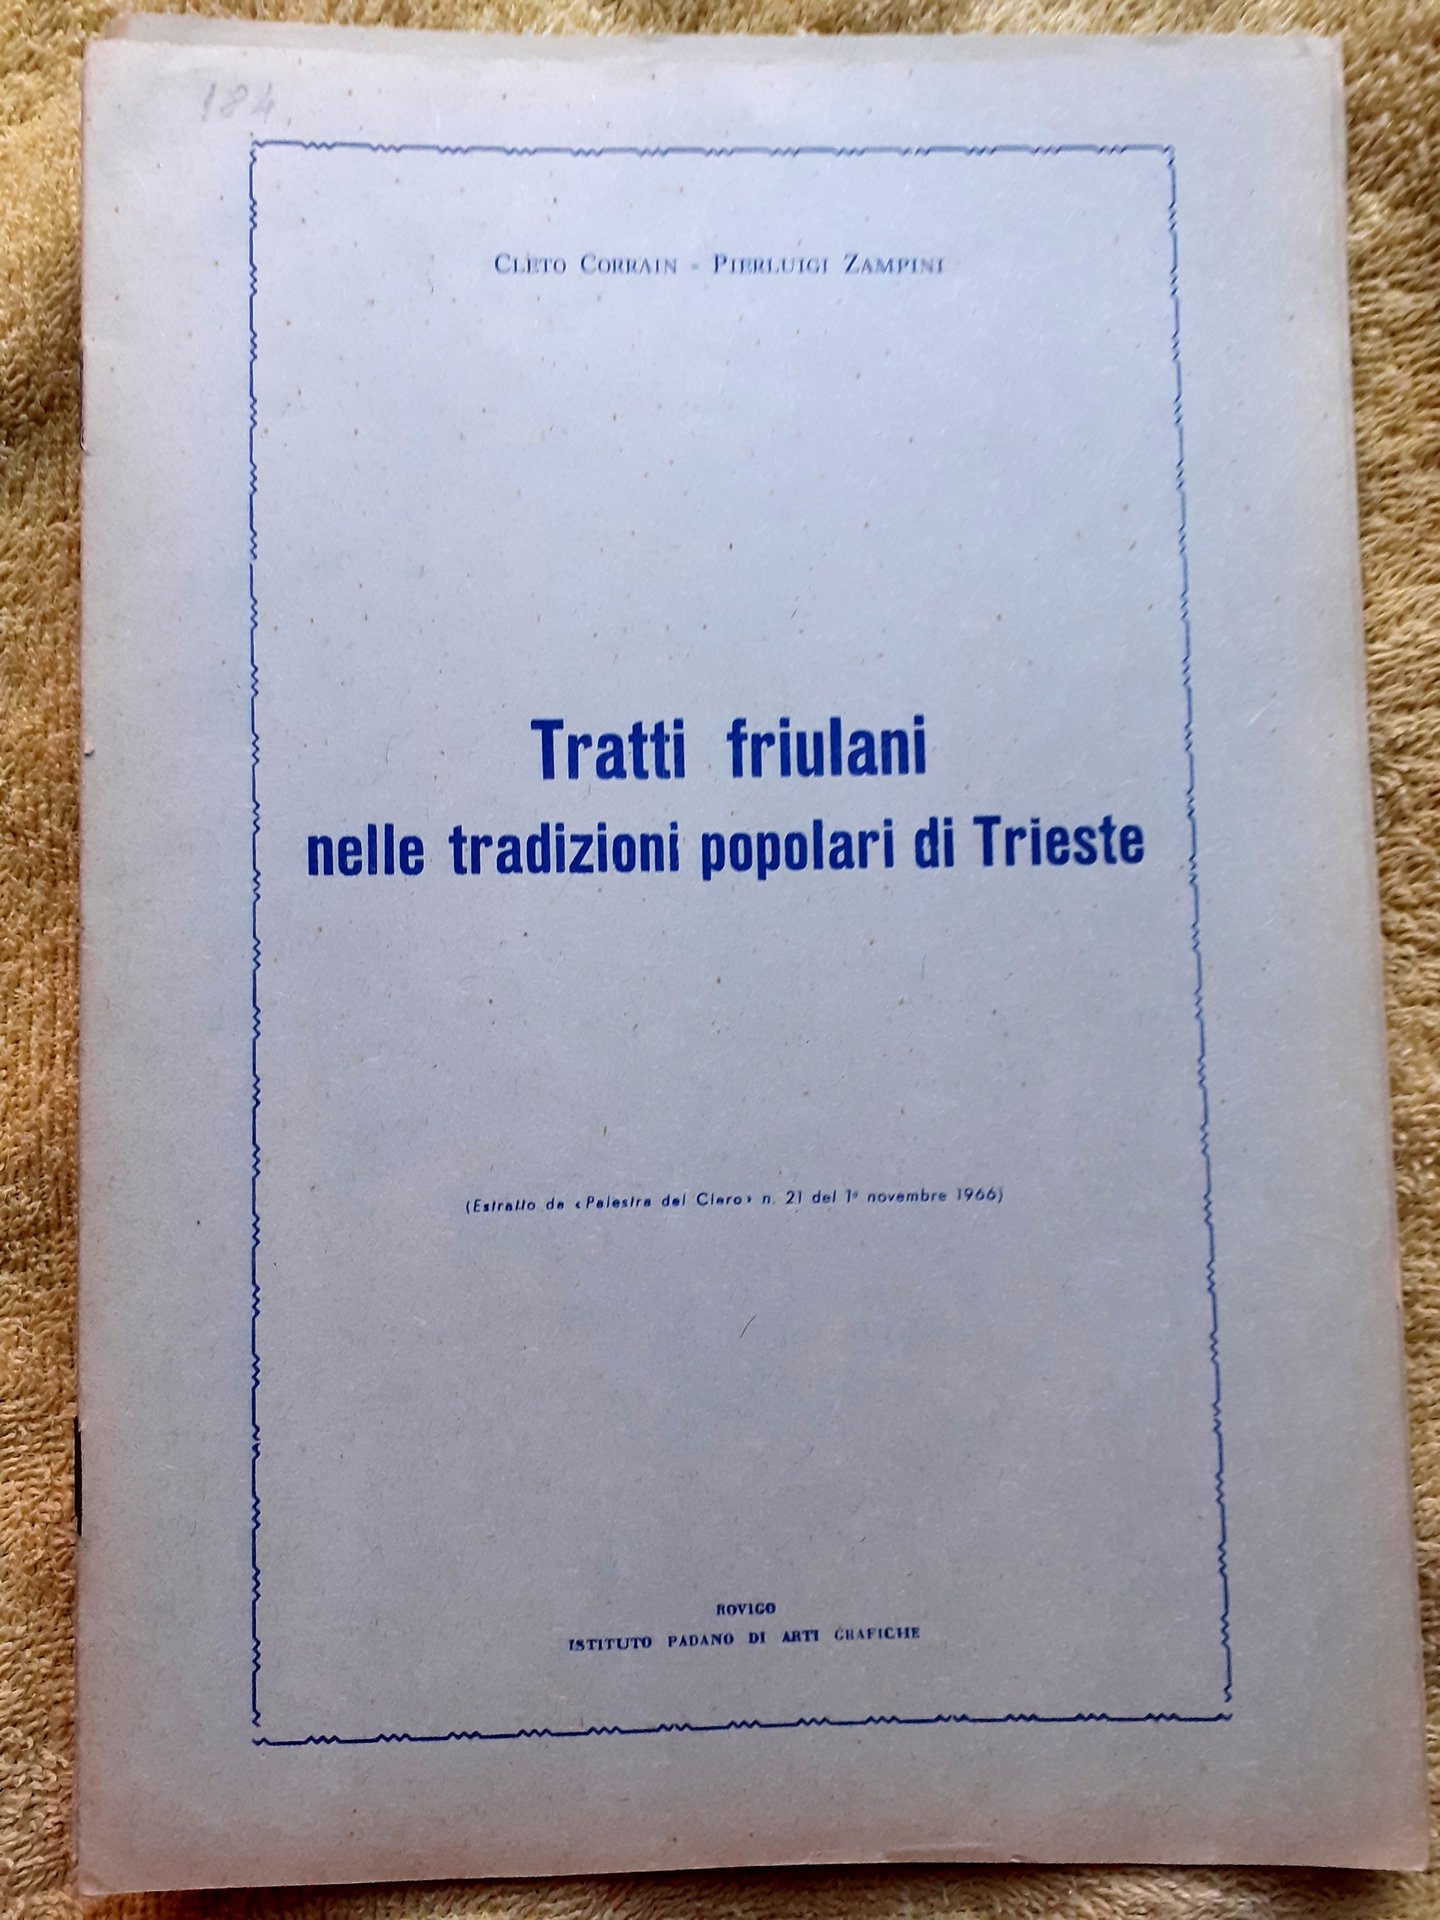 184
CLETO CORRAIN - PIERLUIGI ZAMPINI
Tratti friulani
nelle tradizioni popolari di Trieste
(Estratto da «Palestra del Clero» n. 21 del 1º novembre 1966)
ROVIGO
ISTITUTO PADANO DI ARTI GRAFICHE